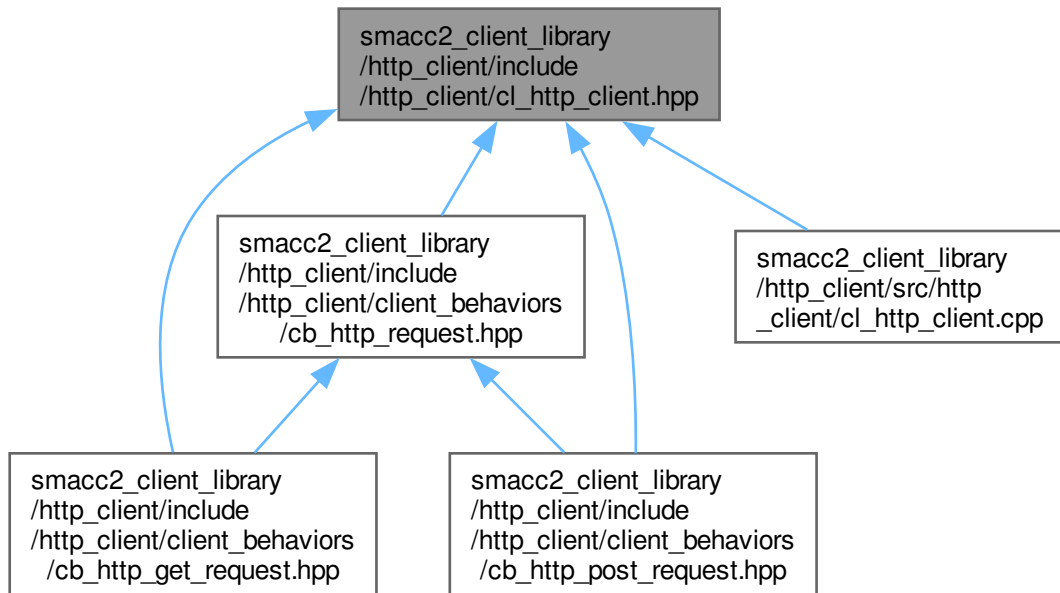 smacc2_client_library
/http_client/include
/http_client/cl_http_client.hpp
smacc2_client_library
/http_client/include
/http_client/client_behaviors
/cb_http_request.hpp
smacc2_client_library
/http_client/src/http
_client/cl_http_client.cpp
smacc2_client_library
/http_client/include
/http_client/client_behaviors
/cb_http_get_request.hpp
smacc2_client_library
/http_client/include
/http_client/client_behaviors
/cb_http_post_request.hpp